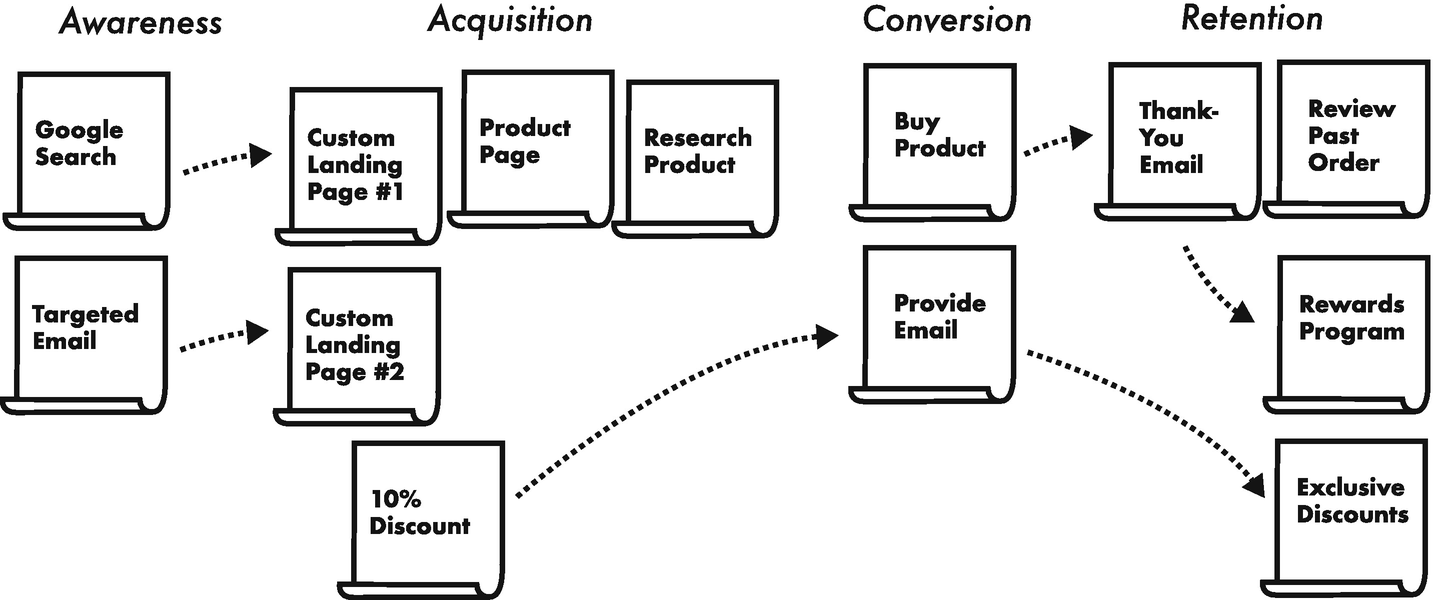 Awareness
Acquisition
Conversion
Retention
Google
Search
Custom
Landing
Page #1
Product
Page
Research
Product
Buy
Product
Thank-
You
Email
Review
Past
Order
Targeted
Email
Custom
Landing
Page #2
Provide
Email
Rewards
Program
10%
Discount
Exclusive
Discounts